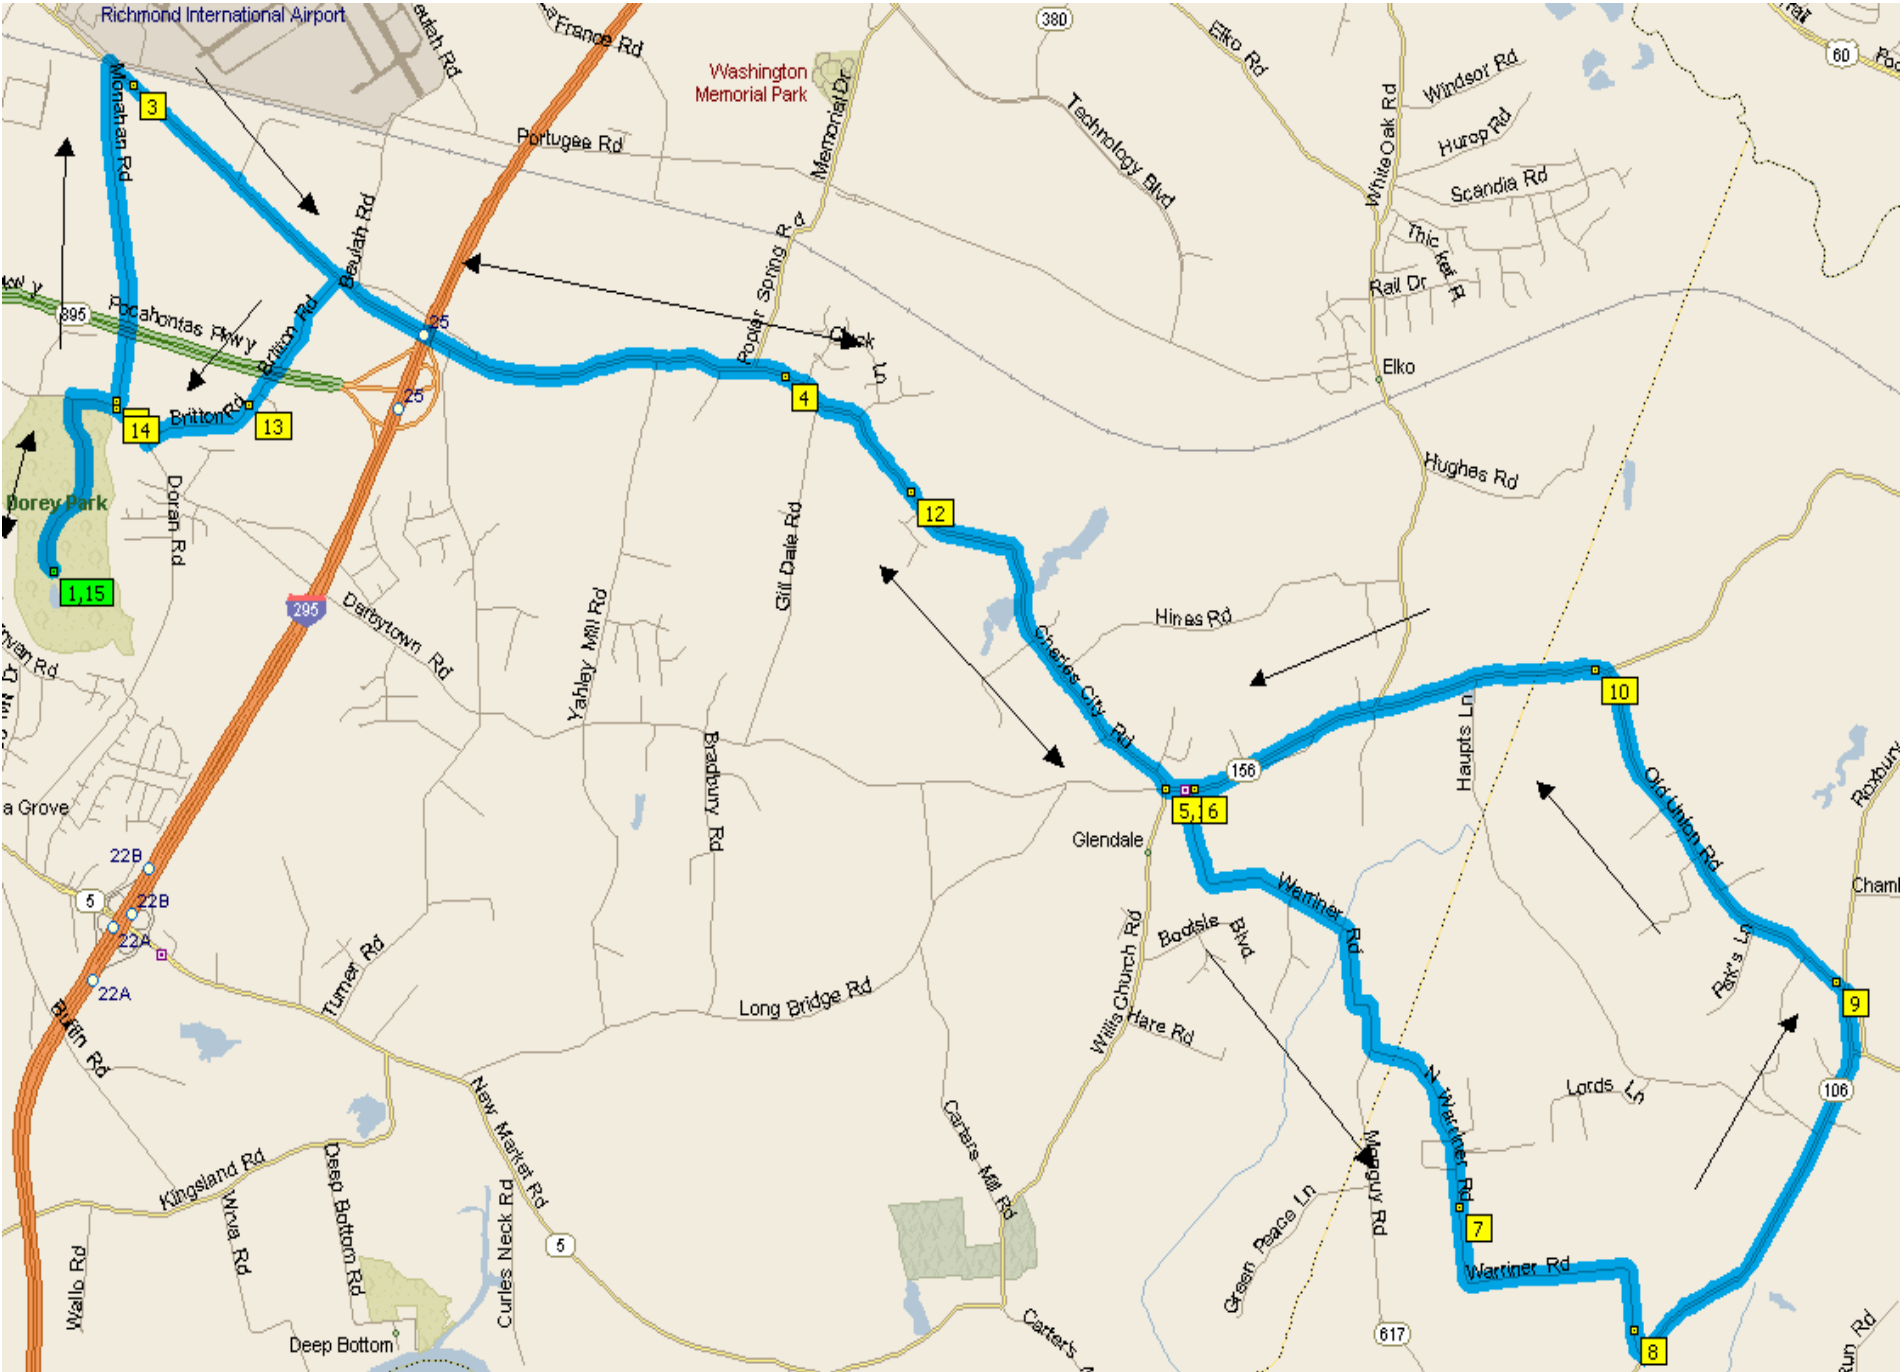 Richmond International Airport
La France Rd
380
Elko Rd
60
Windsor Rd
Washington
Memorial Park
Memorial Dr
White Oak Rd
Monahan Rd
3
Technology Blvd
Hurop Rd
Portugee Rd
Scandia Rd
Beulah Rd
Poplar Spring Rd
Rail Dr
895
Pocahontas Pkwy
25
Britton Rd
Elko
25
4
Britton Rd
14
13
Hughes Rd
Dorey Park
Doran Rd
12
Gill Dale Rd
1,15
295
Darbytown Rd
Yahley Mill Rd
Hines Rd
Charles City Rd
10
Haupts Ln
Bradbury Rd
156
Old Union Rd
Roxbury
a Grove
6
Glendale
22B
Warriner Rd
5
22B
22A
Willis Church Rd
Bootsie Blvd
Turner Rd
22A
Long Bridge Rd
9
Buffin Rd
Hare Rd
Lords Ln
106
New Market Rd
Carters Mill Rd
N Warriner Rd
Kingsland Rd
Deep Bottom Rd
Curles Neck Rd
Green Peace Ln
7
5
Warriner Rd
Deep Bottom
Carter's
617
8